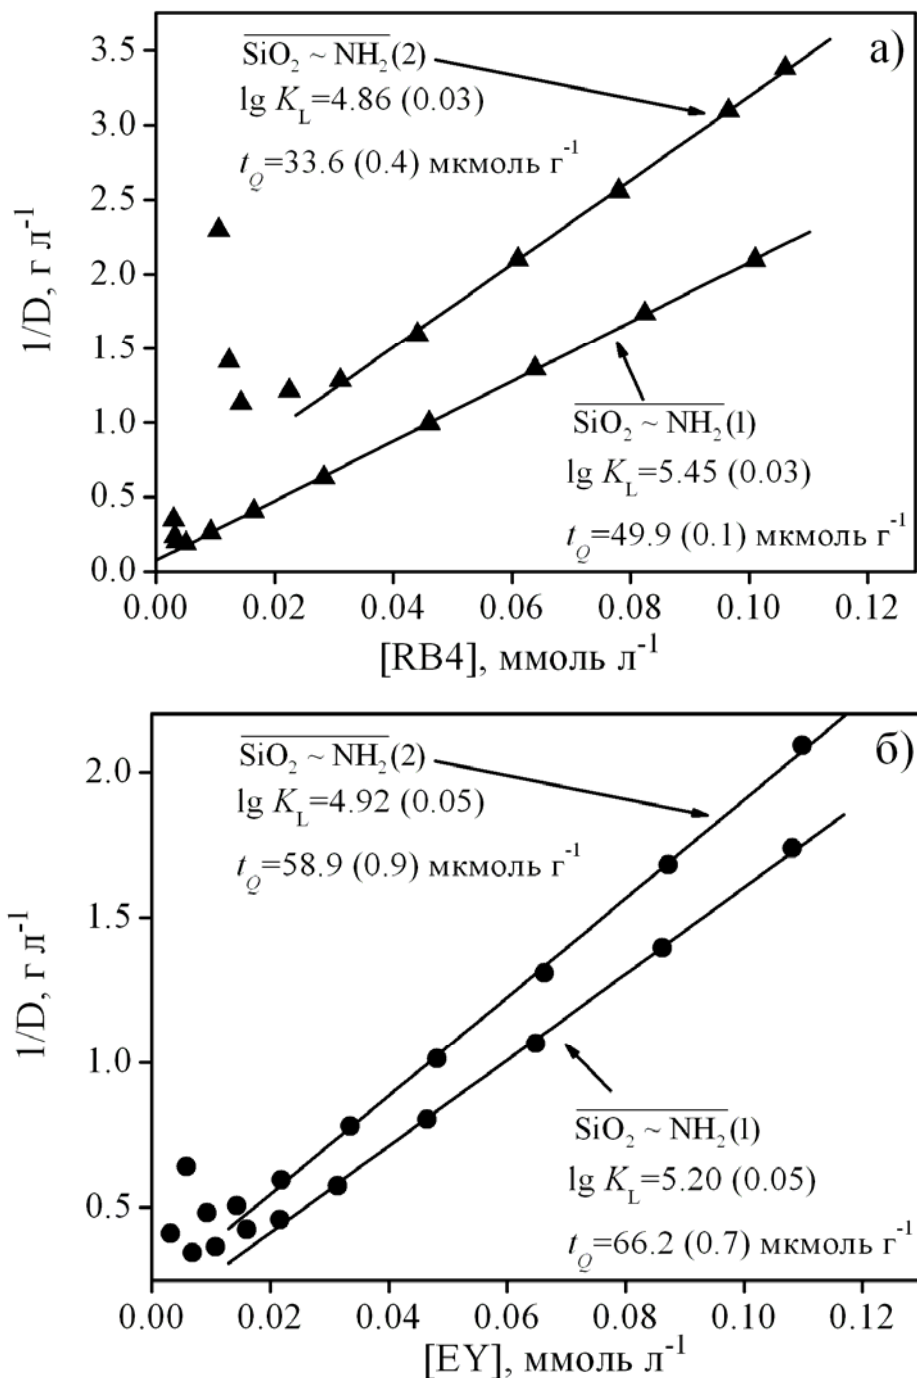 а)
SiO₂ ~ NH₂(2)
lg K_L=4.86 (0.03)
t_Q=33.6 (0.4) мкмоль г⁻¹
1/D, г л⁻¹
3.5
3.0
2.5
2.0
1.5
1.0
0.5
0.0
SiO₂ ~ NH₂(1)
lg K_L=5.45 (0.03)
t_Q=49.9 (0.1) мкмоль г⁻¹
0.00 0.02 0.04 0.06 0.08 0.10 0.12
[RB4], ммоль л⁻¹
б)
SiO₂ ~ NH₂(2)
lg K_L=4.92 (0.05)
t_Q=58.9 (0.9) мкмоль г⁻¹
1/D, г л⁻¹
2.0
1.5
1.0
0.5
SiO₂ ~ NH₂(1)
lg K_L=5.20 (0.05)
t_Q=66.2 (0.7) мкмоль г⁻¹
0.00 0.02 0.04 0.06 0.08 0.10 0.12
[EY], ммоль л⁻¹